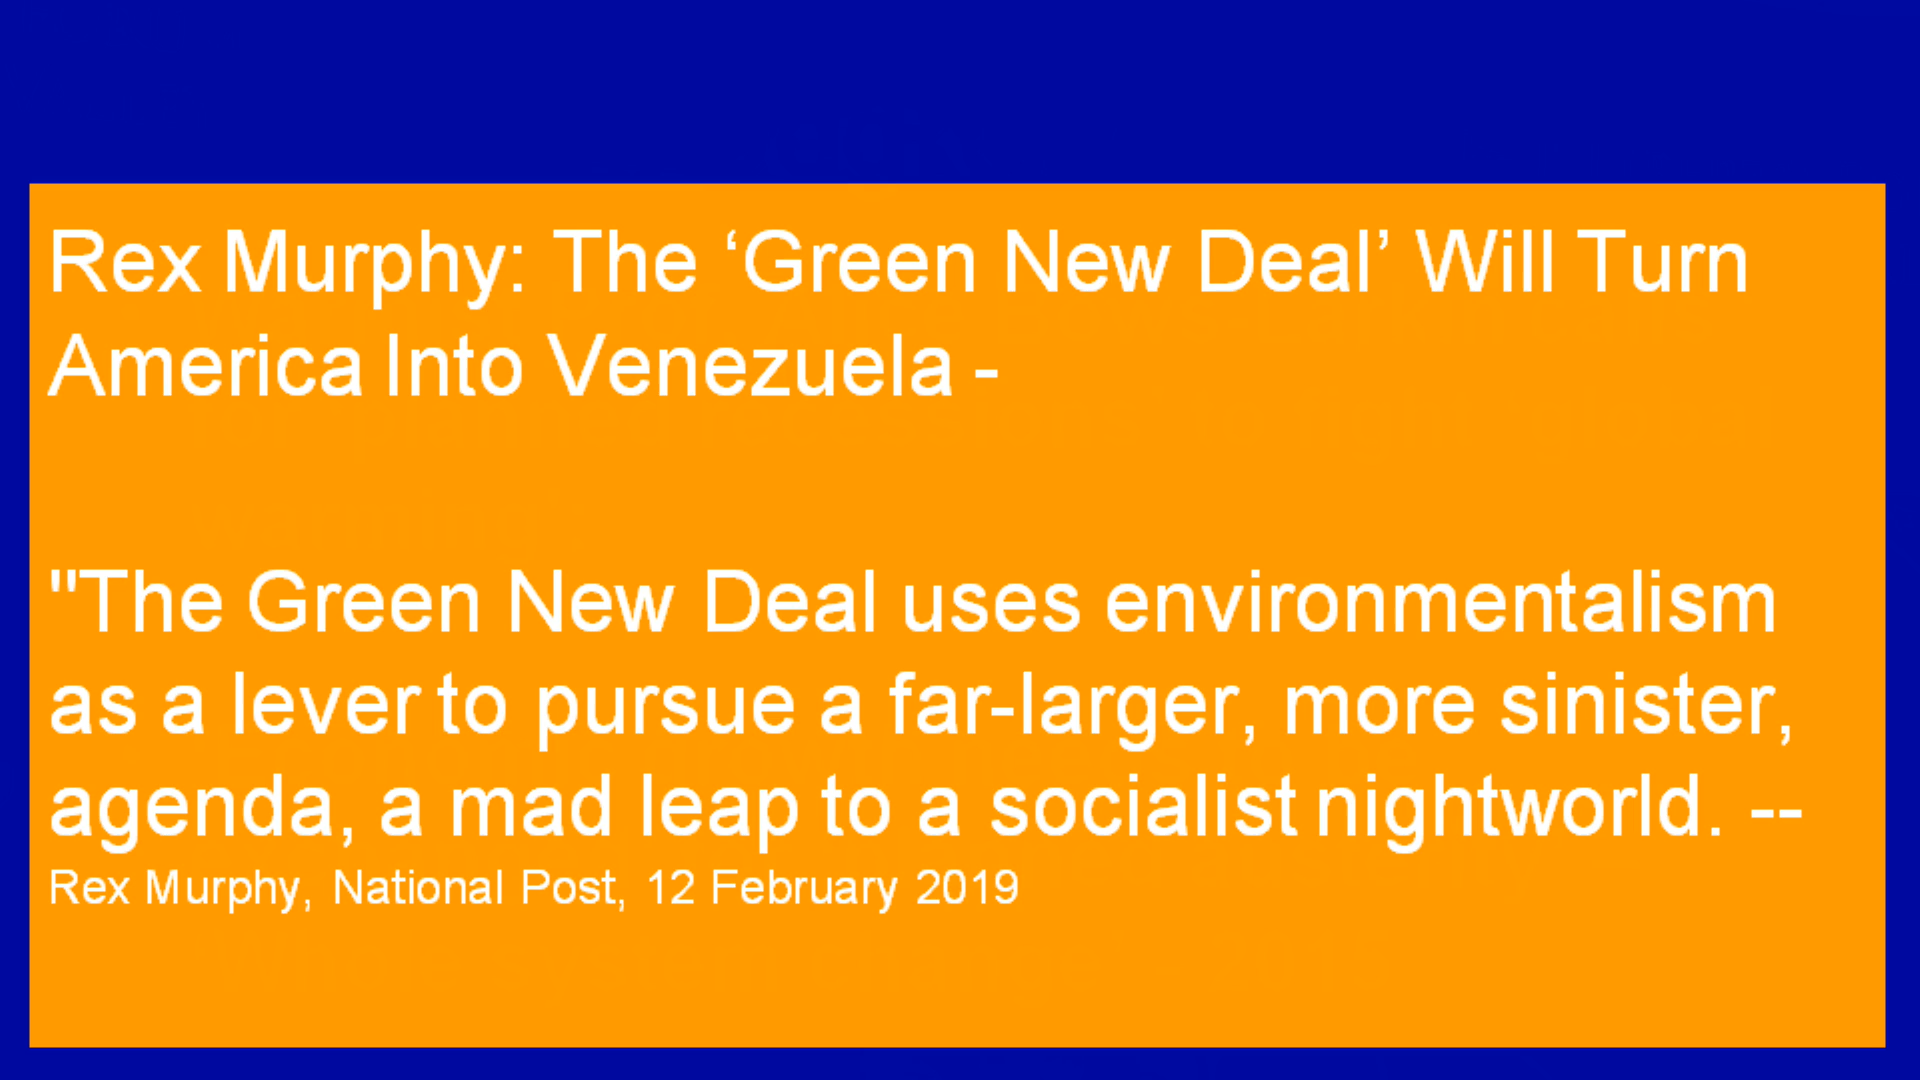 Rex Murphy: The ‘Green New Deal’ Will Turn
America Into Venezuela -
"The Green New Deal uses environmentalism
as a lever to pursue a far-larger, more sinister,
agenda, a mad leap to a socialist nightworld. --
Rex Murphy, National Post, 12 February 2019